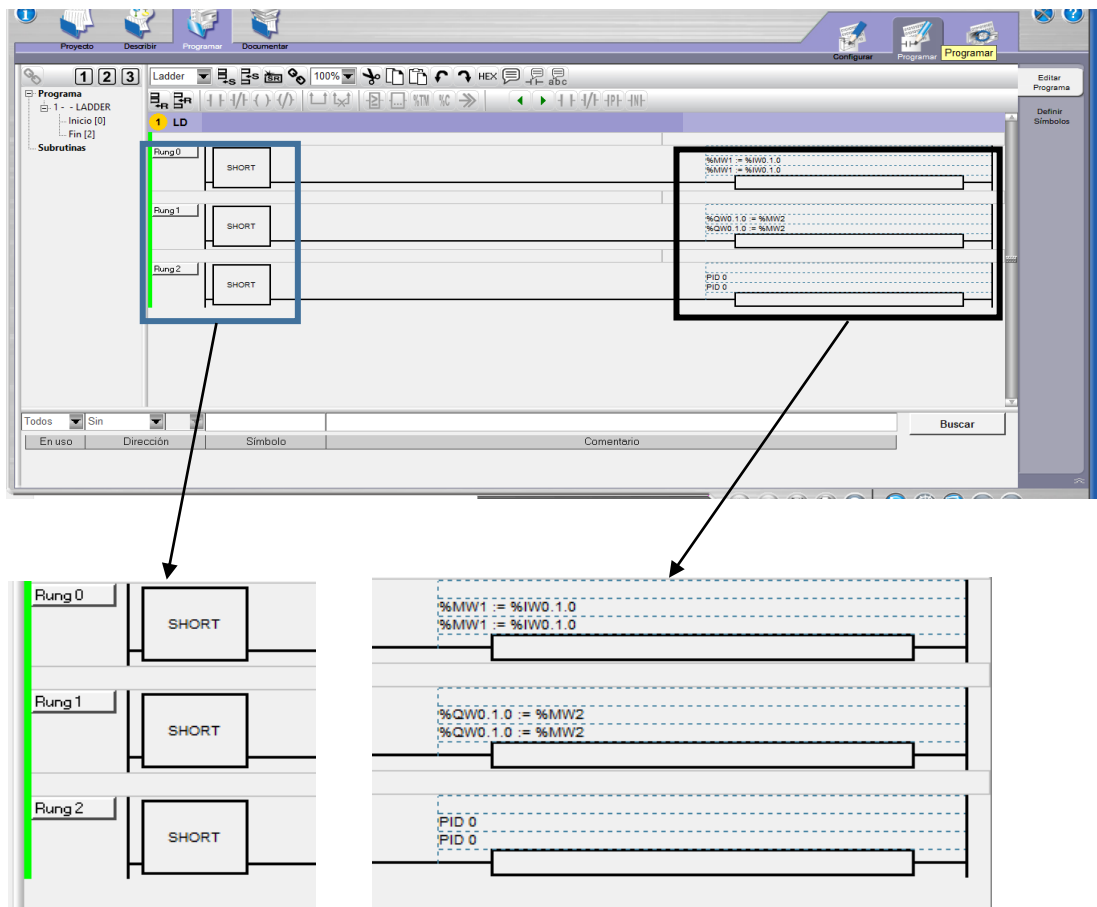 Proyecto Describir Programar Documentar
Configurar Programar Programar
1 2 3 Ladder 100% HEX
Editar
Programa
Definir
Símbolos
Programa
1 - - LADDER
Inicio [0]
Fin [2]
Subrutinas
%TM %C
1 LD
Rung 0
SHORT
%MW1 := %IW0.1.0
%MW1 := %IW0.1.0
Rung 1
SHORT
%QW0.1.0 := %MW2
%QW0.1.0 := %MW2
Rung 2
SHORT
PID 0
PID 0
Todos Sin Buscar
En uso Dirección Símbolo Comentario
Rung 0
SHORT
%MW1 := %IW0.1.0
%MW1 := %IW0.1.0
Rung 1
SHORT
%QW0.1.0 := %MW2
%QW0.1.0 := %MW2
Rung 2
SHORT
PID 0
PID 0